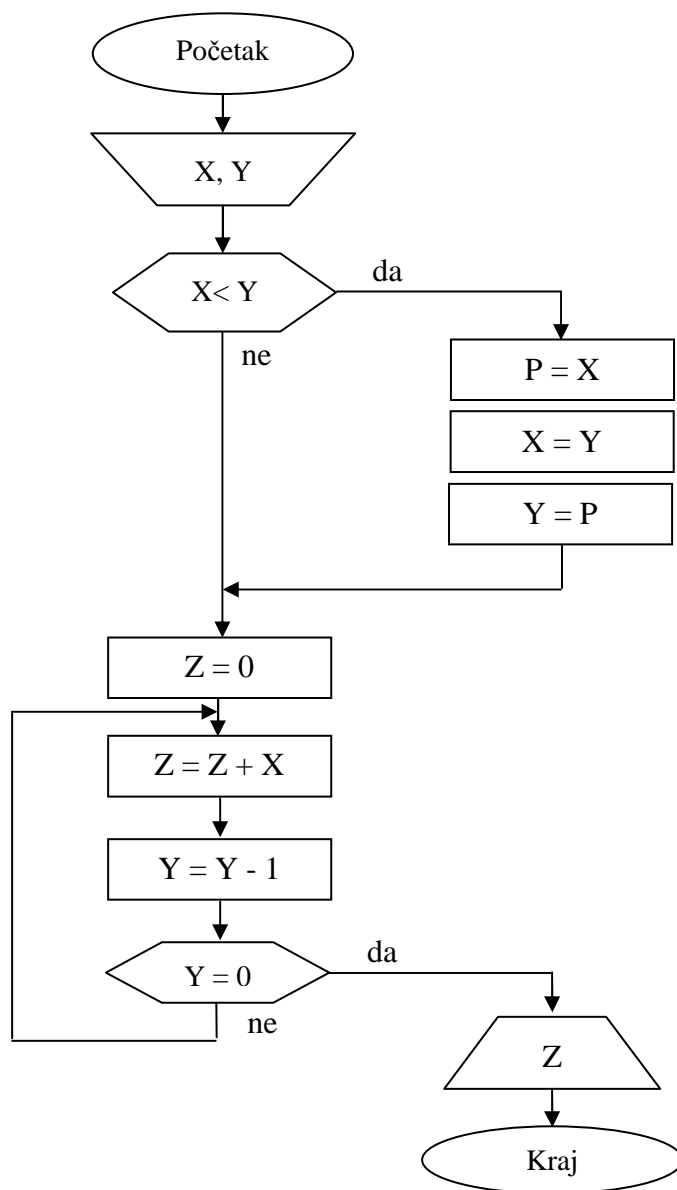 Početak
X, Y
X< Y
da
ne
P = X
X = Y
Y = P
Z = 0
Z = Z + X
Y = Y - 1
Y = 0
da
ne
Z
Kraj